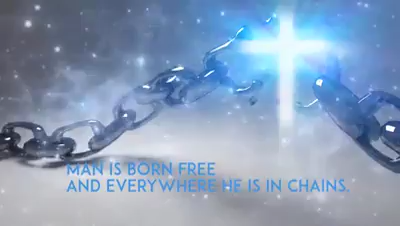 MAN IS BORN FREE
AND EVERYWHERE HE IS IN CHAINS.